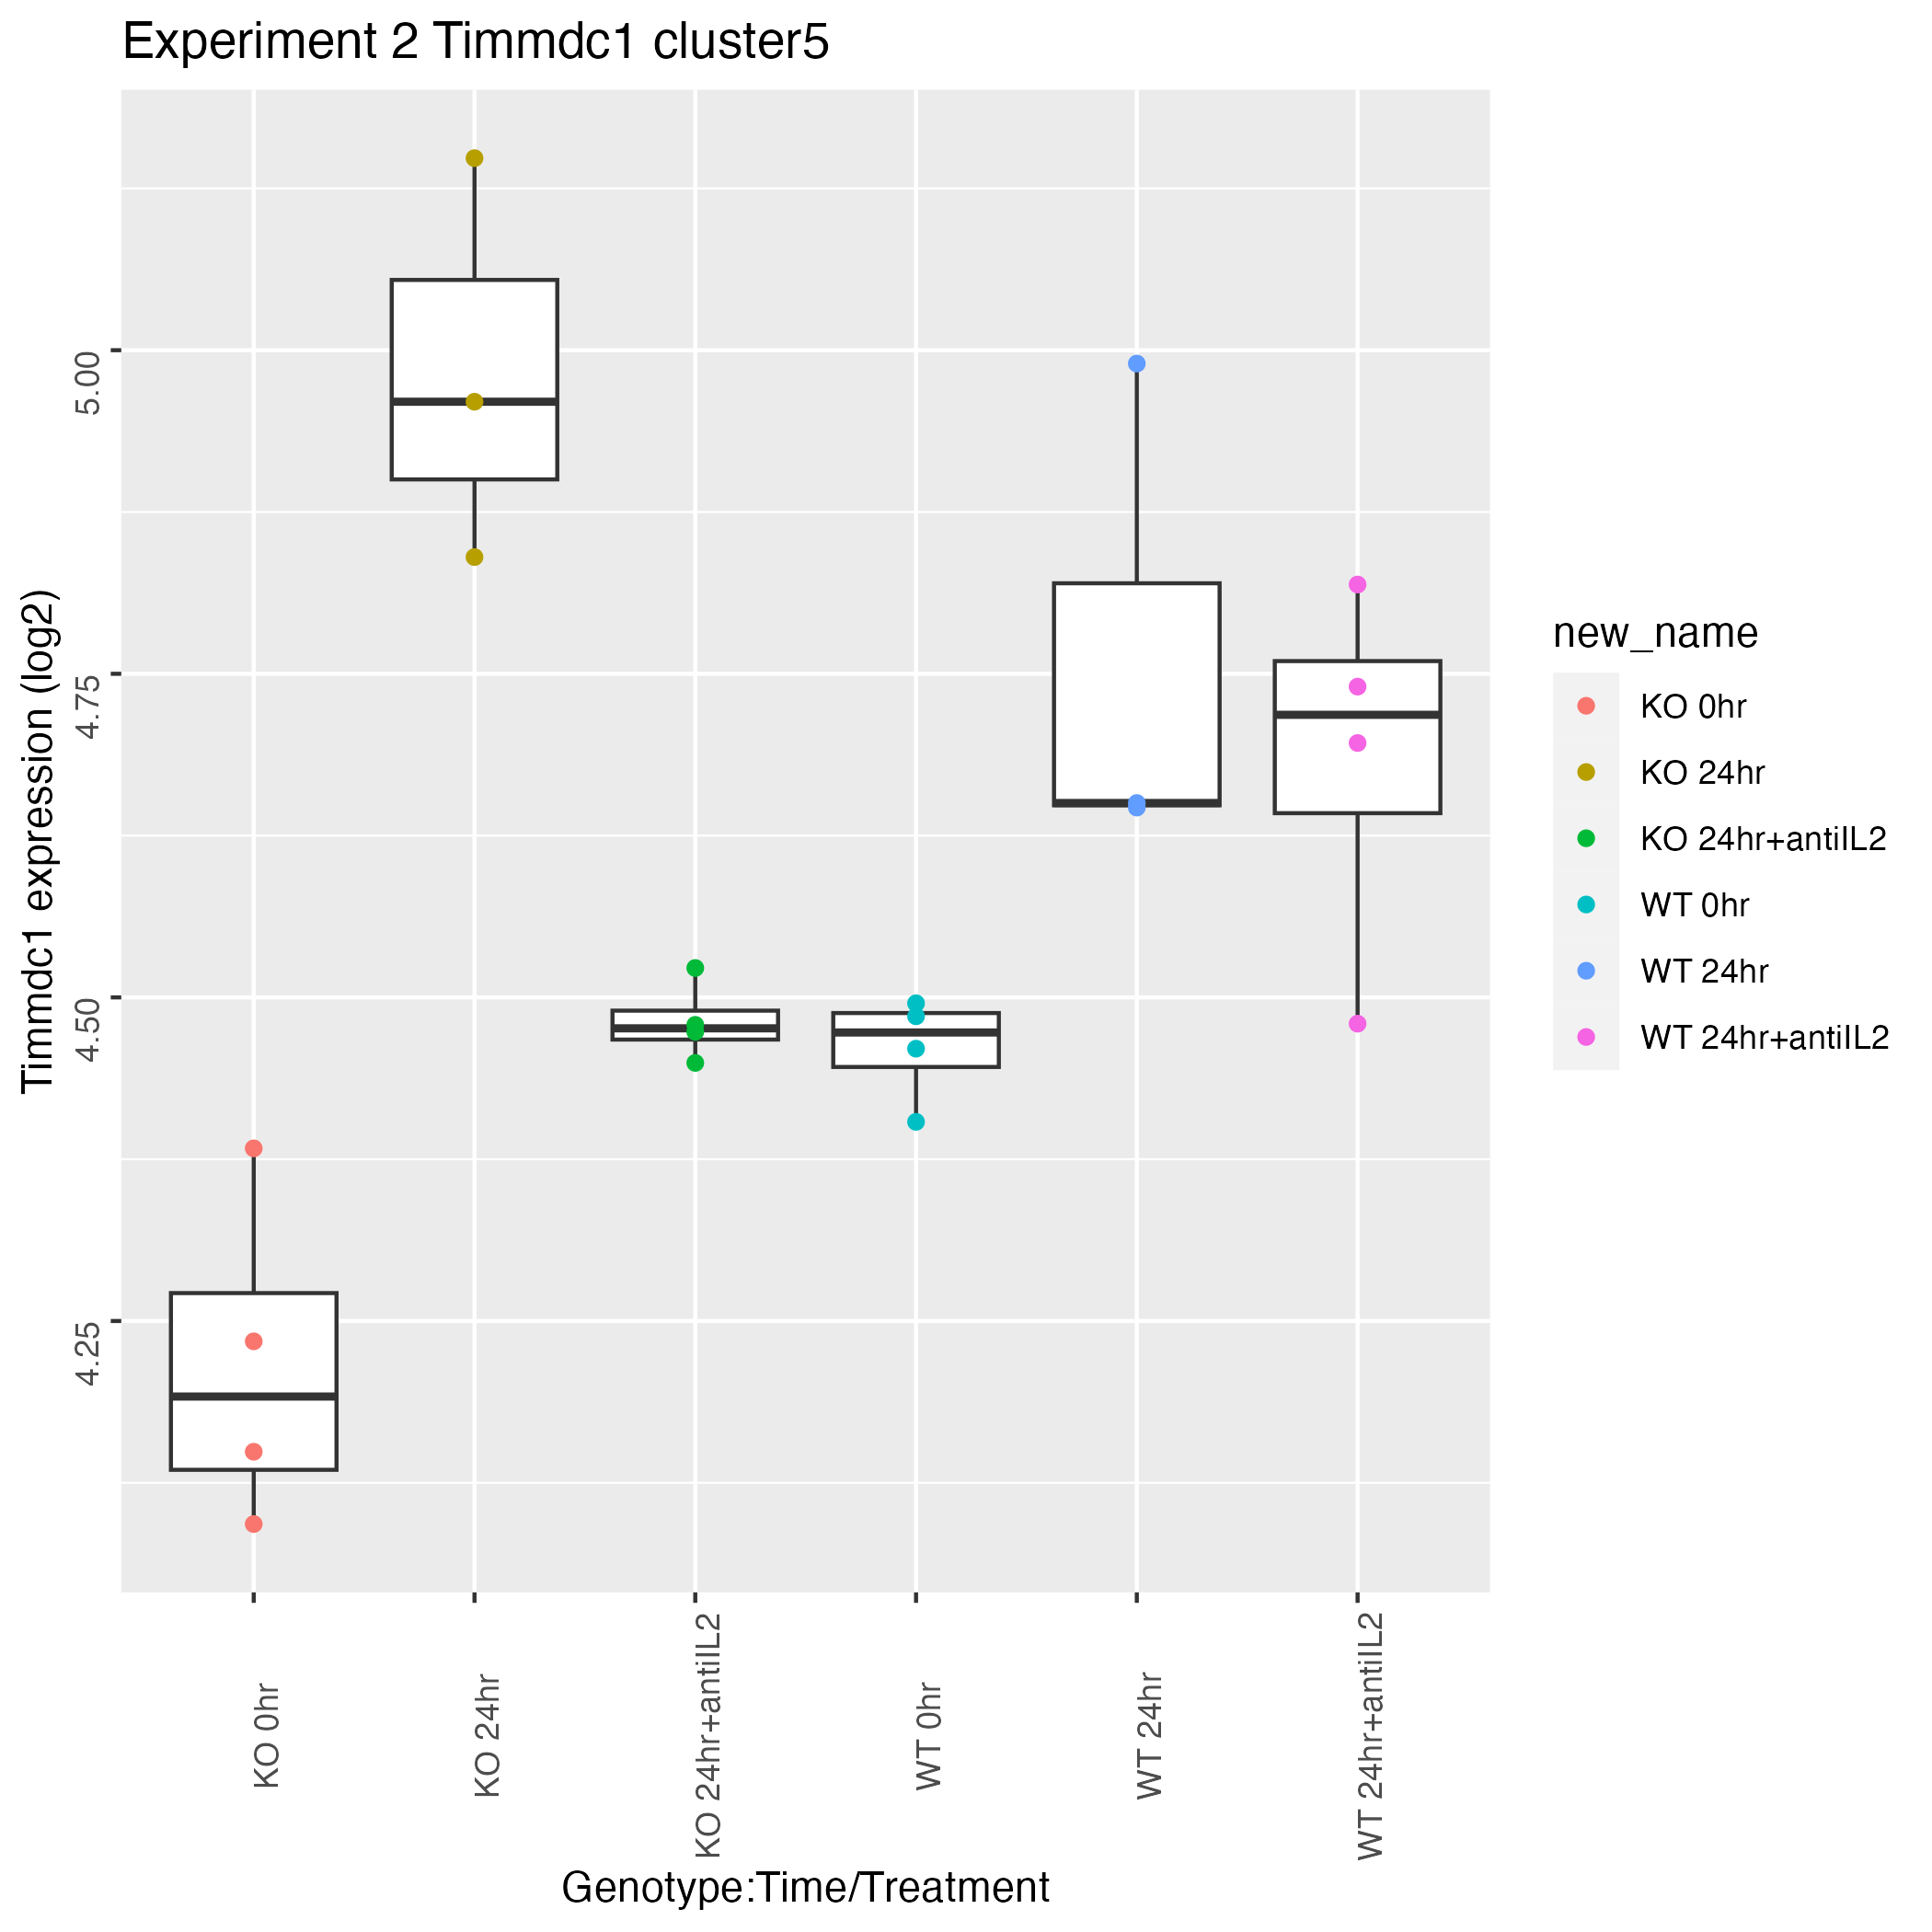 Experiment 2 Timmdc1 cluster5
Timmdc1 expression (log2)
5.00
4.75
4.50
4.25
KO 0hr
KO 24hr
KO 24hr+antiIL2
WT 0hr
WT 24hr
WT 24hr+antiIL2
Genotype:Time/Treatment
new_name
KO 0hr
KO 24hr
KO 24hr+antiIL2
WT 0hr
WT 24hr
WT 24hr+antiIL2